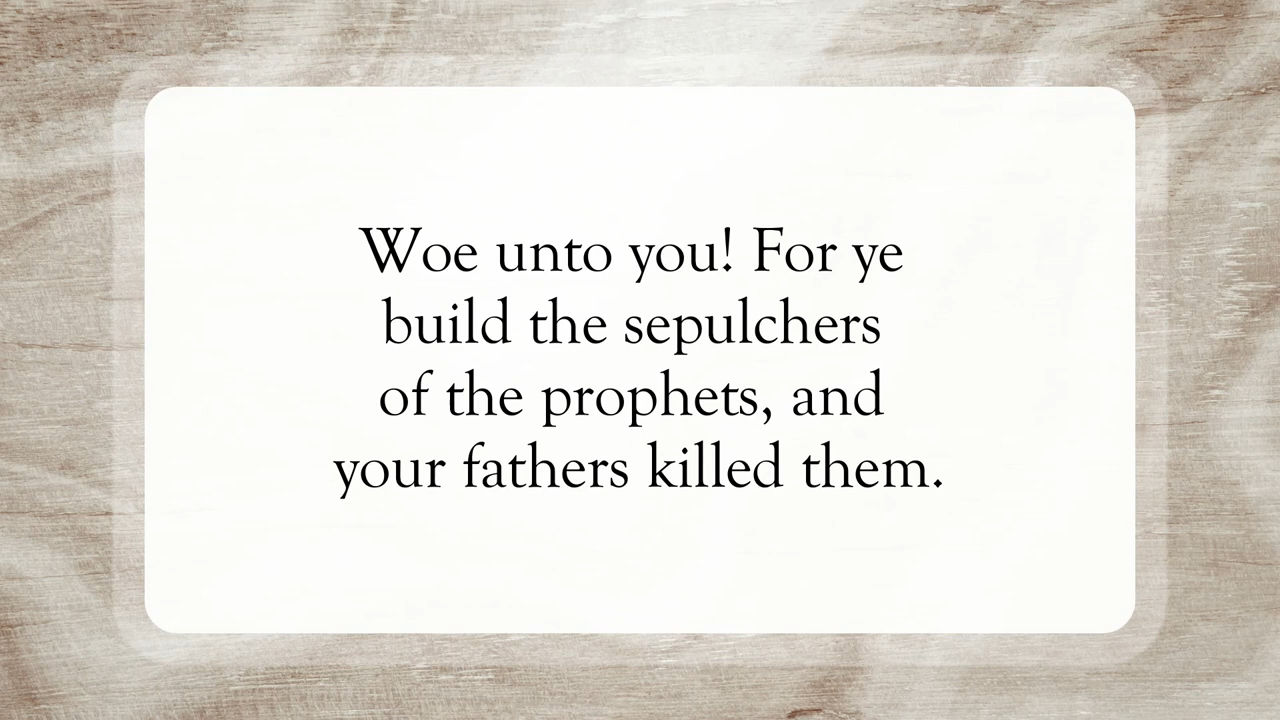 Woe unto you! For ye
build the sepulchers
of the prophets, and
your fathers killed them.